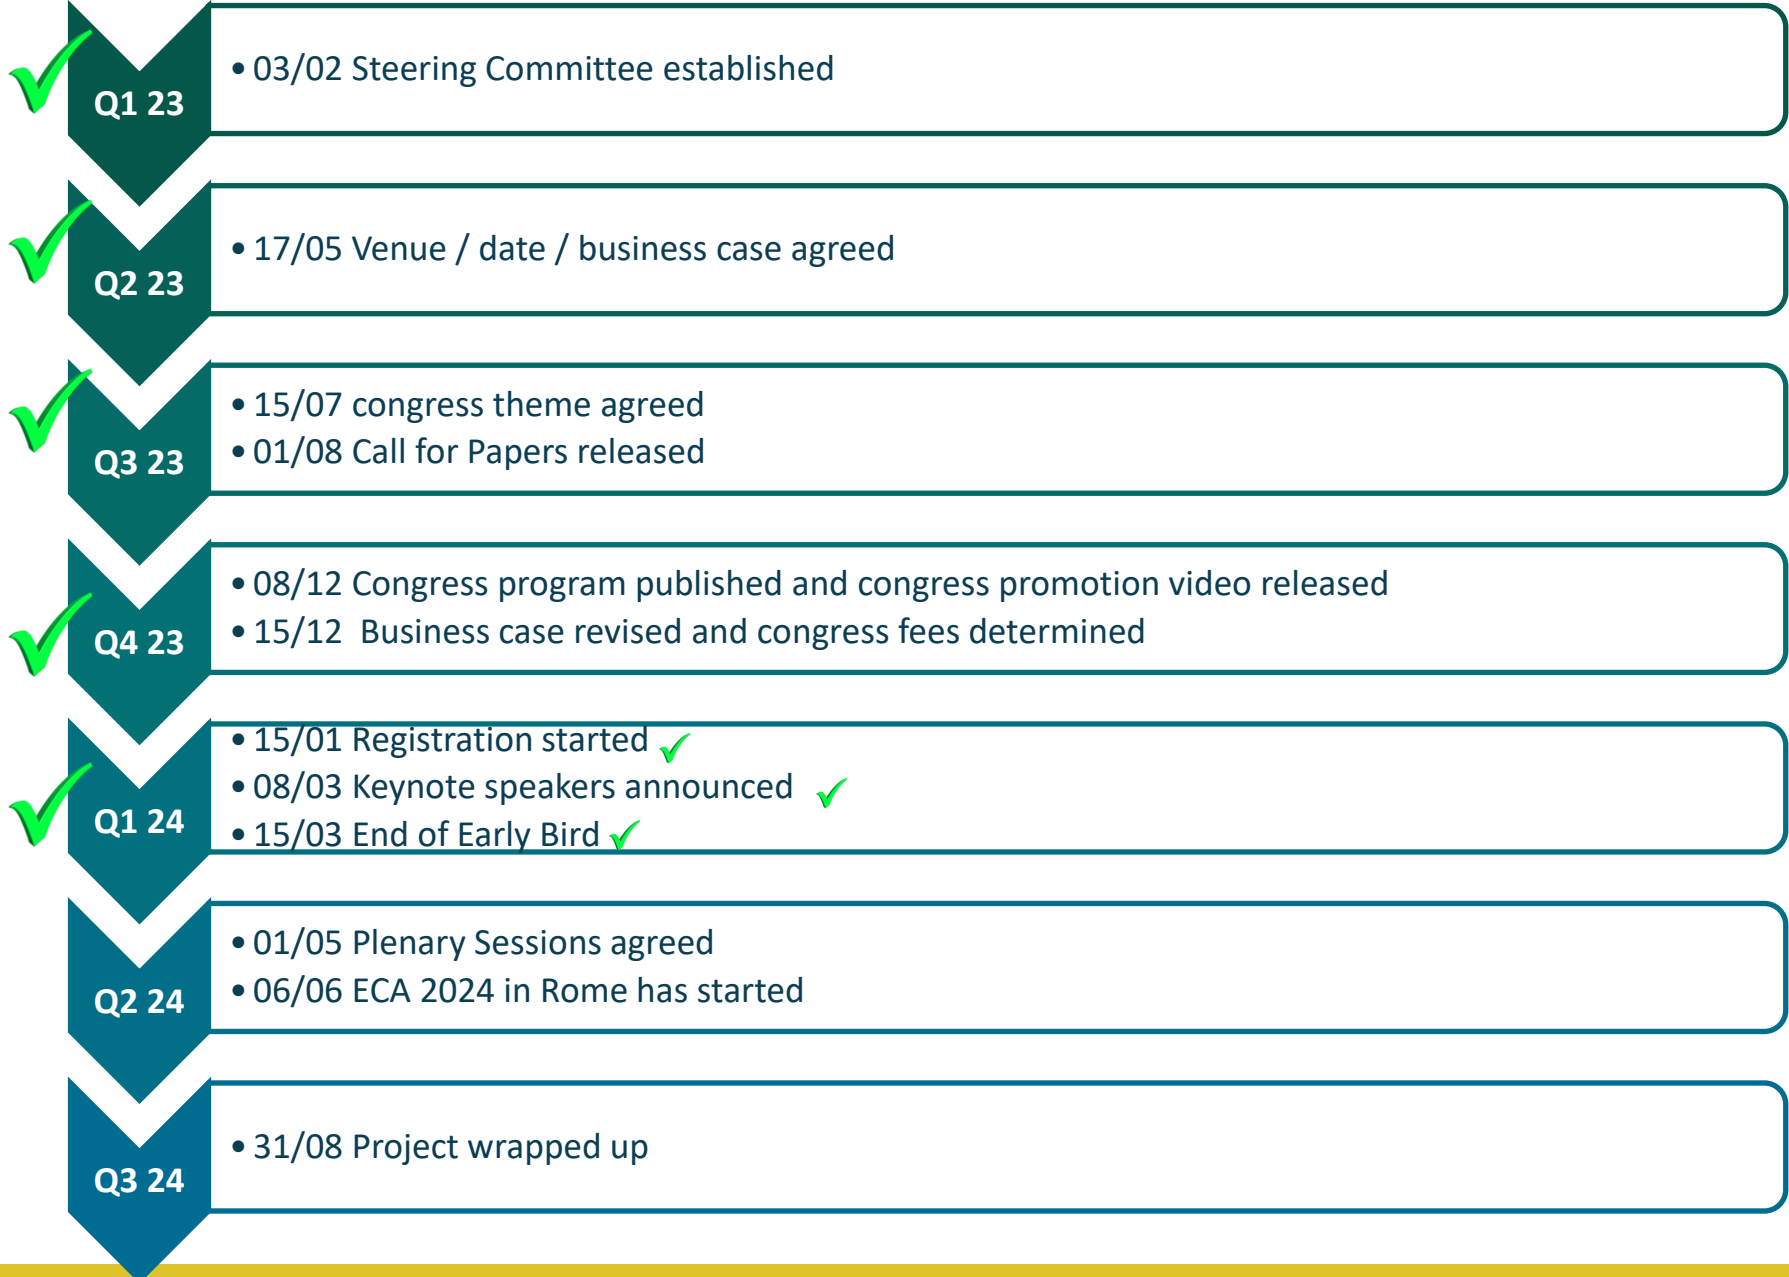 Q1 23
• 03/02 Steering Committee established
Q2 23
• 17/05 Venue / date / business case agreed
Q3 23
• 15/07 congress theme agreed
• 01/08 Call for Papers released
Q4 23
• 08/12 Congress program published and congress promotion video released
• 15/12  Business case revised and congress fees determined
Q1 24
• 15/01 Registration started
• 08/03 Keynote speakers announced
• 15/03 End of Early Bird
Q2 24
• 01/05 Plenary Sessions agreed
• 06/06 ECA 2024 in Rome has started
Q3 24
• 31/08 Project wrapped up